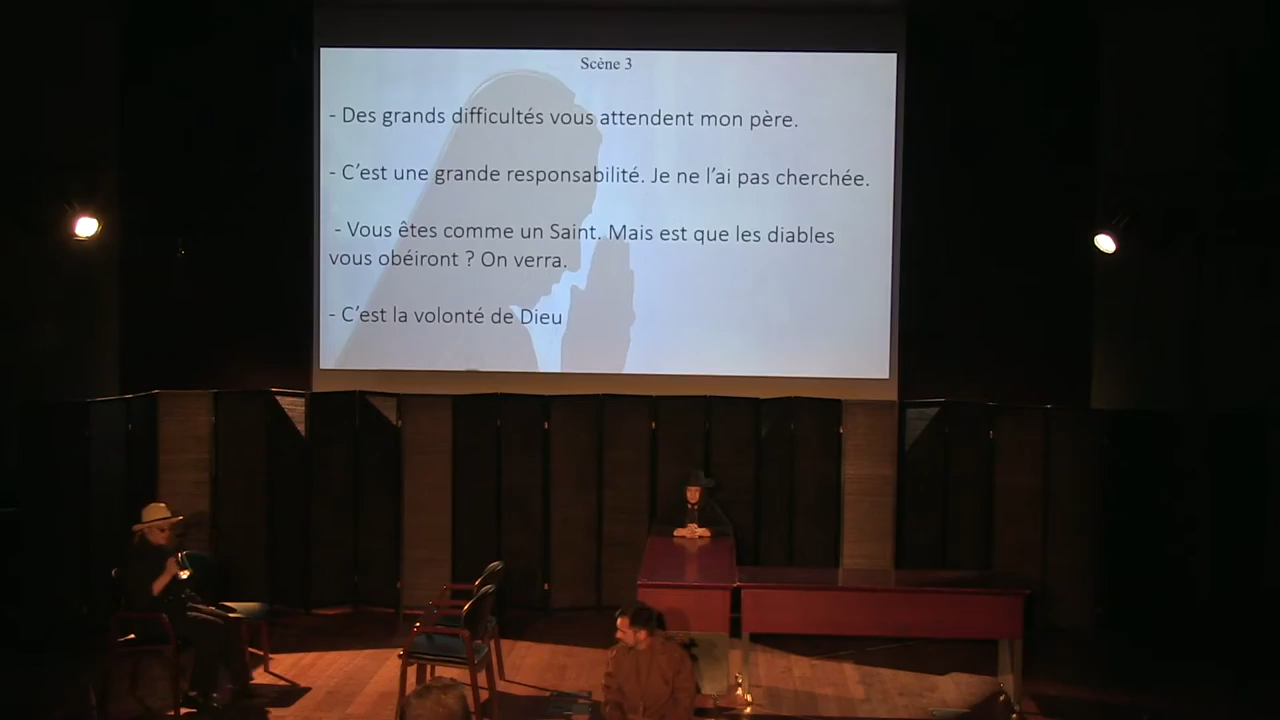 Scène 3
- Des grands difficultés vous attendent mon père.
- C’est une grande responsabilité. Je ne l’ai pas cherchée.
- Vous êtes comme un Saint. Mais est que les diables
vous obéiront ? On verra.
- C’est la volonté de Dieu